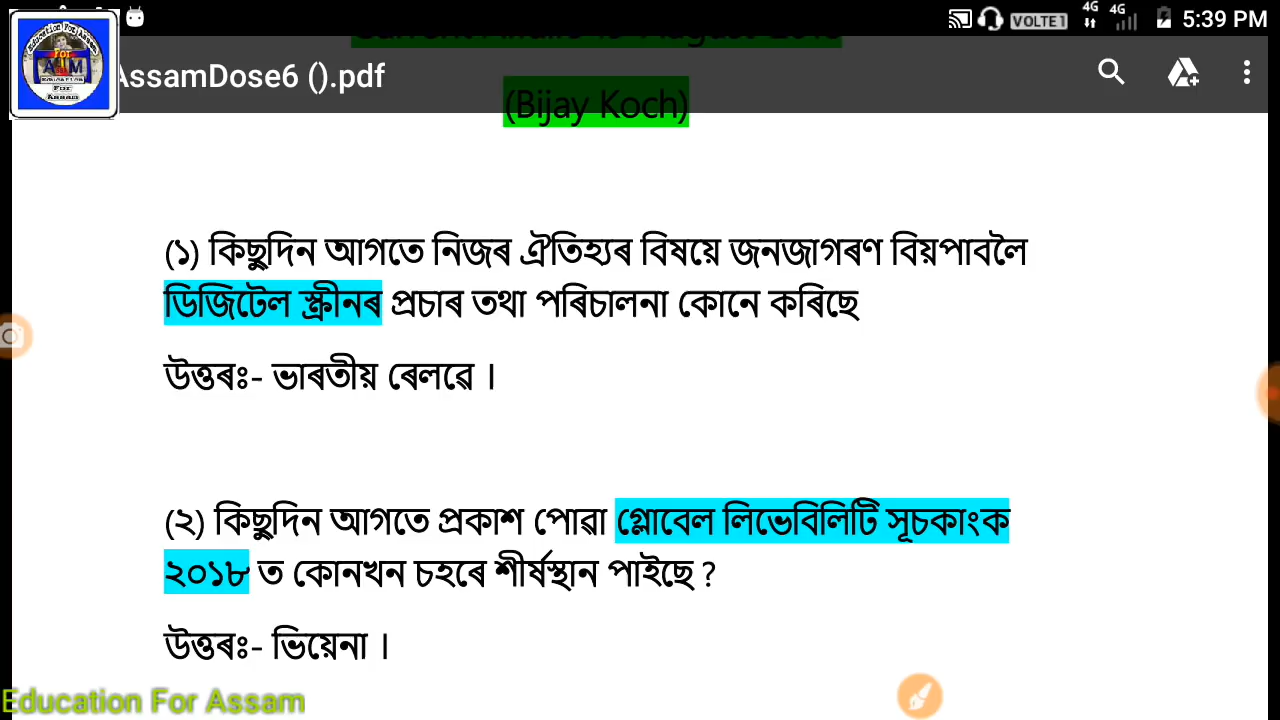 VOLTE1 4G 4G 5:39 PM
AssamDose6 ().pdf
(Bijay Koch)
(১) কিছুদিন আগতে নিজৰ ঐতিহ্যৰ বিষয়ে জনজাগৰণ বিয়পাবলৈ
ডিজিটেল স্ক্ৰীনৰ প্ৰচাৰ তথা পৰিচালনা কোনে কৰিছে
উত্তৰঃ- ভাৰতীয় ৰেলৱে ।
(২) কিছুদিন আগতে প্ৰকাশ পোৱা গ্লোবেল লিভেবিলিটি সূচকাংক
২০১৮ ত কোনখন চহৰে শীৰ্ষস্থান পাইছে ?
উত্তৰঃ- ভিয়েনা ।
Education For Assam